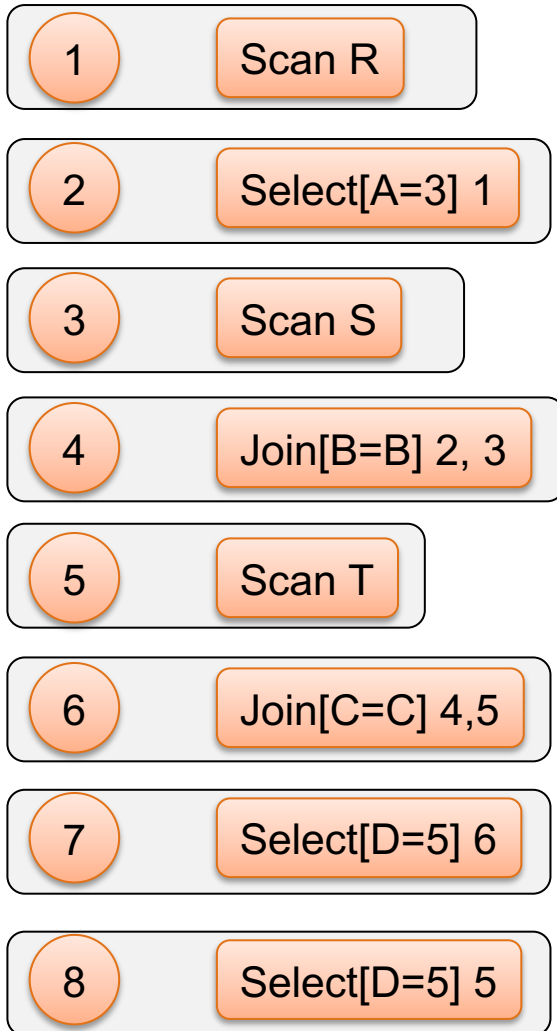 1 Scan R
2 Select[A=3] 1
3 Scan S
4 Join[B=B] 2, 3
5 Scan T
6 Join[C=C] 4,5
7 Select[D=5] 6
8 Select[D=5] 5